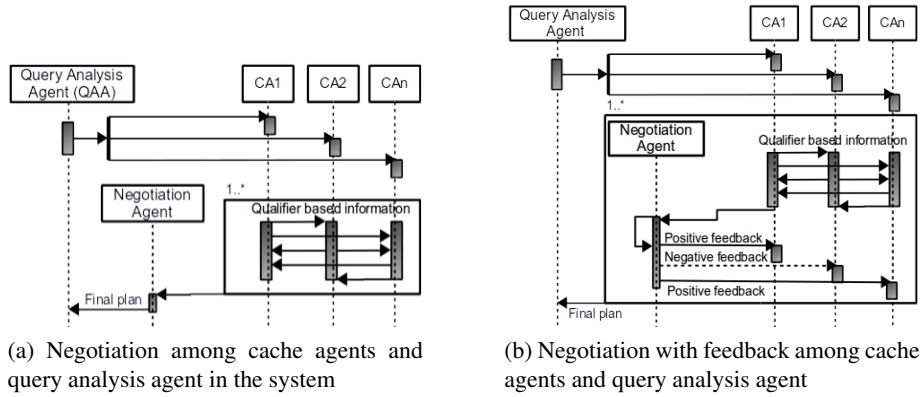 Query Analysis
Agent (QAA)
CA1
CA2
CAn
Negotiation
Agent
1..*
Qualifier based information
Final plan
(a) Negotiation among cache agents and
query analysis agent in the system
Query Analysis
Agent
CA1
CA2
CAn
1..*
Negotiation
Agent
Qualifier based information
Positive feedback
Negative feedback
Positive feedback
Final plan
(b) Negotiation with feedback among cache
agents and query analysis agent